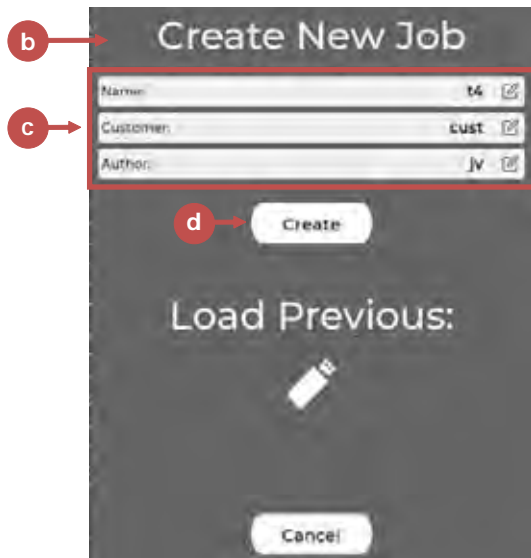 b Create New Job
Name: t4
c Customer: cust
Author: jv
d Create
Load Previous:
Cancel